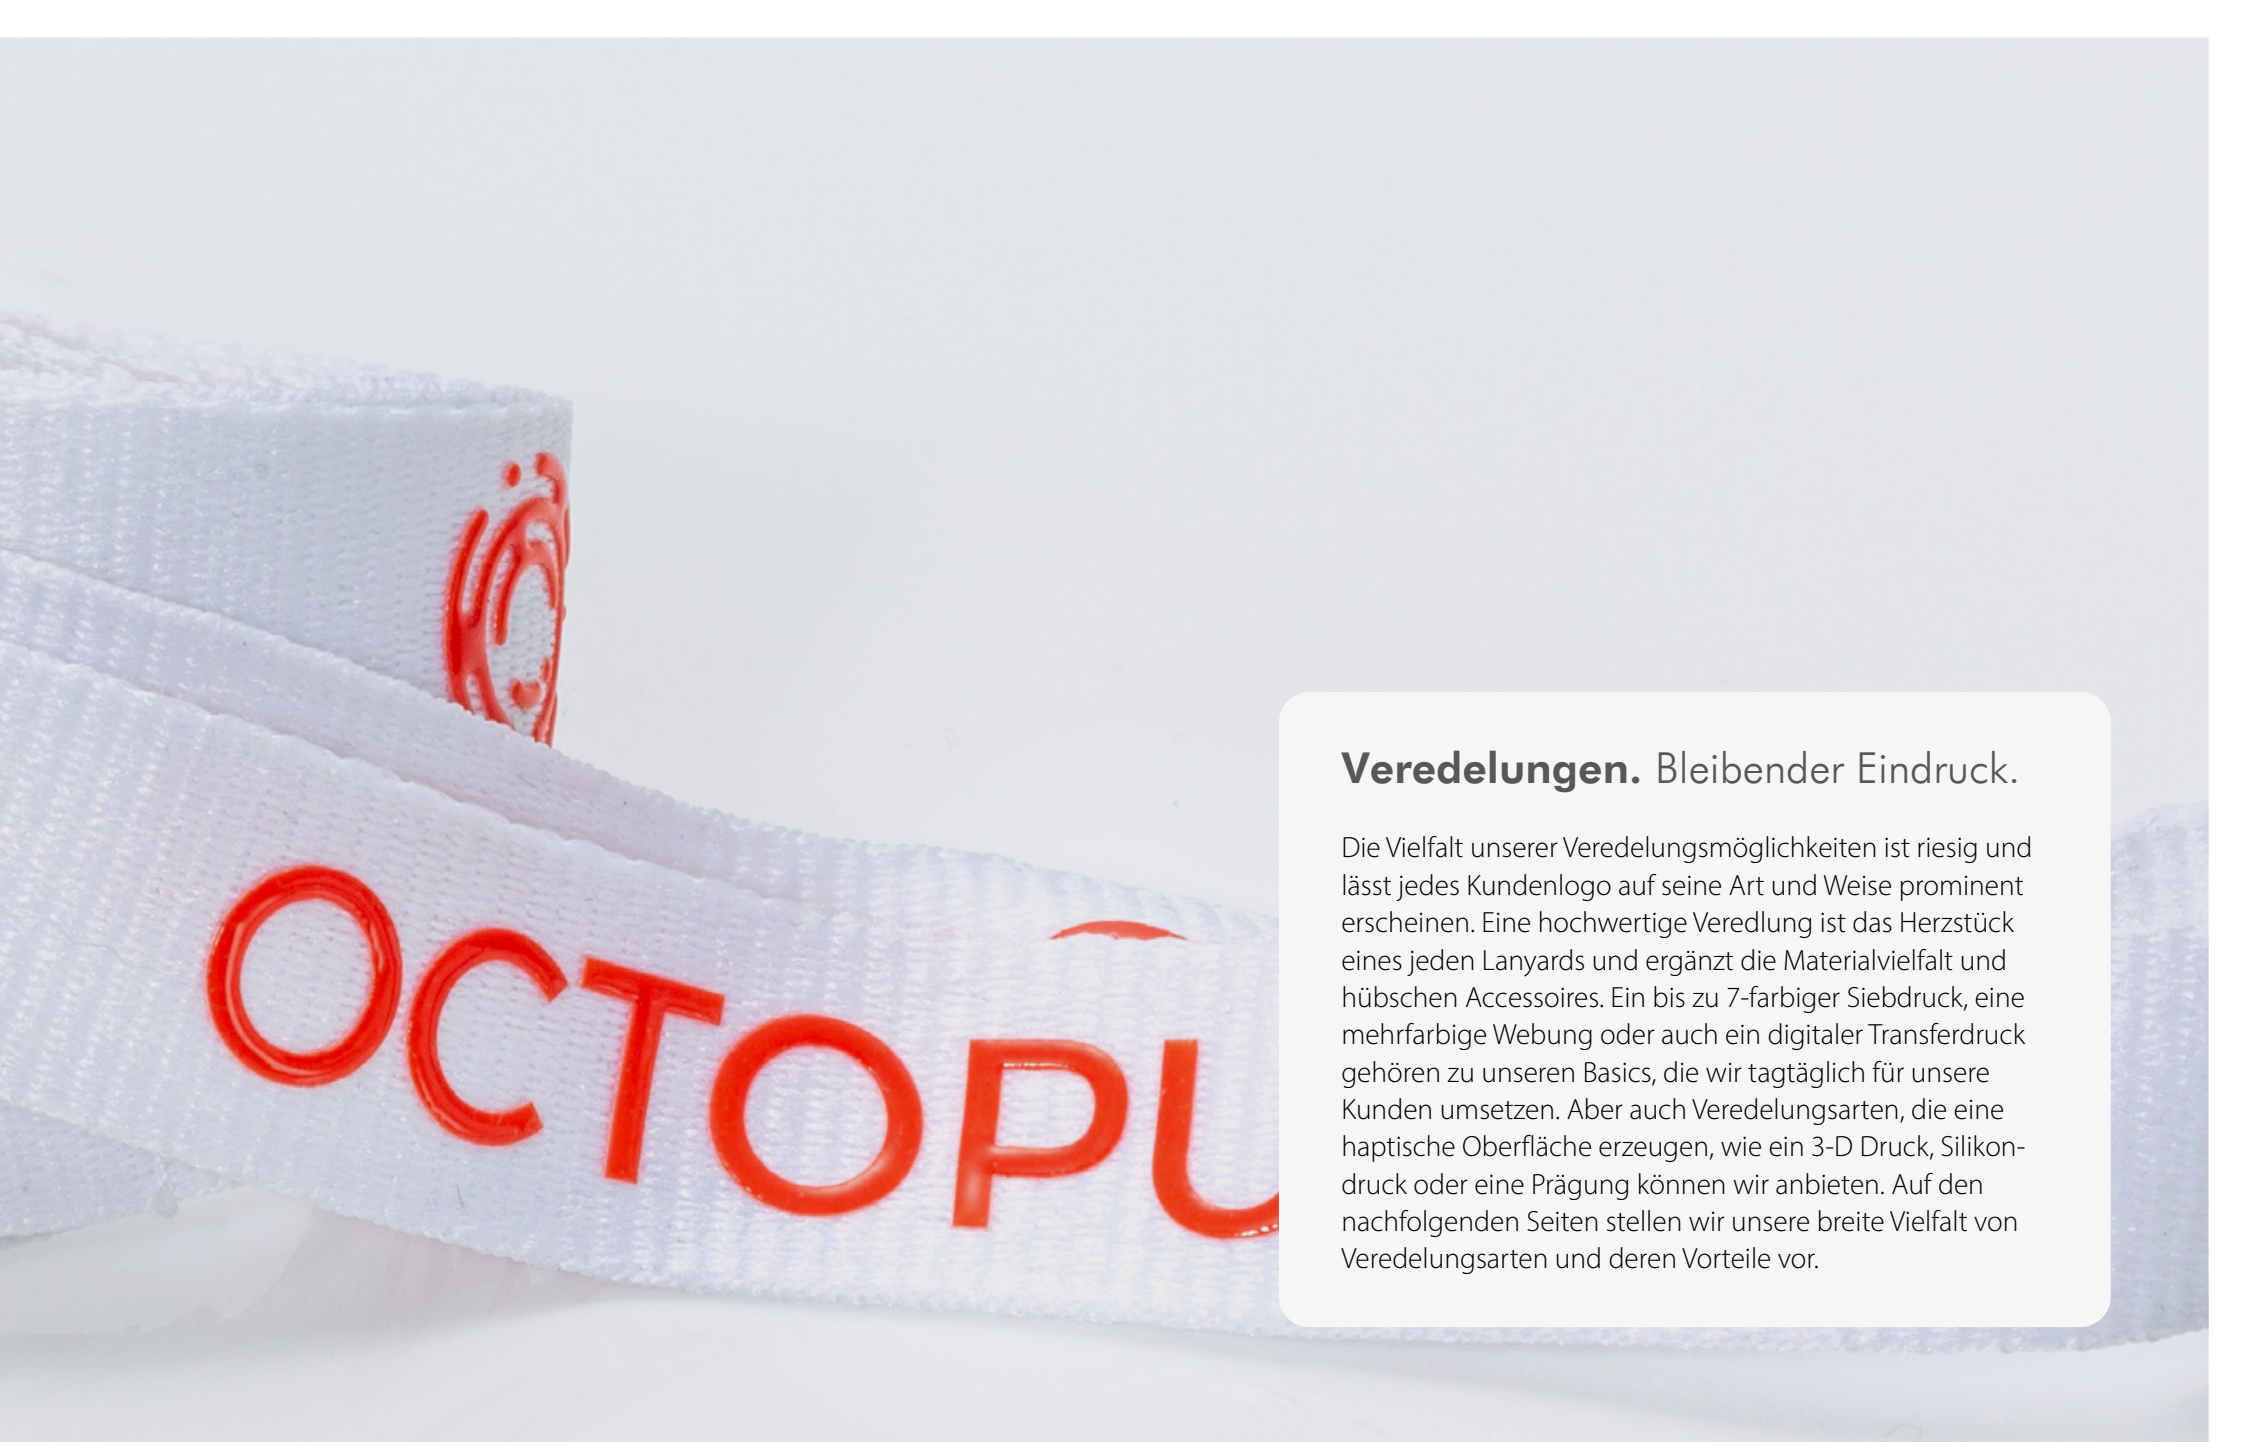 OCTOPU
Veredelungen. Bleibender Eindruck.
Die Vielfalt unserer Veredelungsmöglichkeiten ist riesig und
lässt jedes Kundenlogo auf seine Art und Weise prominent
erscheinen. Eine hochwertige Veredlung ist das Herzstück
eines jeden Lanyards und ergänzt die Materialvielfalt und
hübschen Accessoires. Ein bis zu 7-farbiger Siebdruck, eine
mehrfarbige Webung oder auch ein digitaler Transferdruck
gehören zu unseren Basics, die wir tagtäglich für unsere
Kunden umsetzen. Aber auch Veredelungsarten, die eine
haptische Oberfläche erzeugen, wie ein 3-D Druck, Silikon-
druck oder eine Prägung können wir anbieten. Auf den
nachfolgenden Seiten stellen wir unsere breite Vielfalt von
Veredelungsarten und deren Vorteile vor.